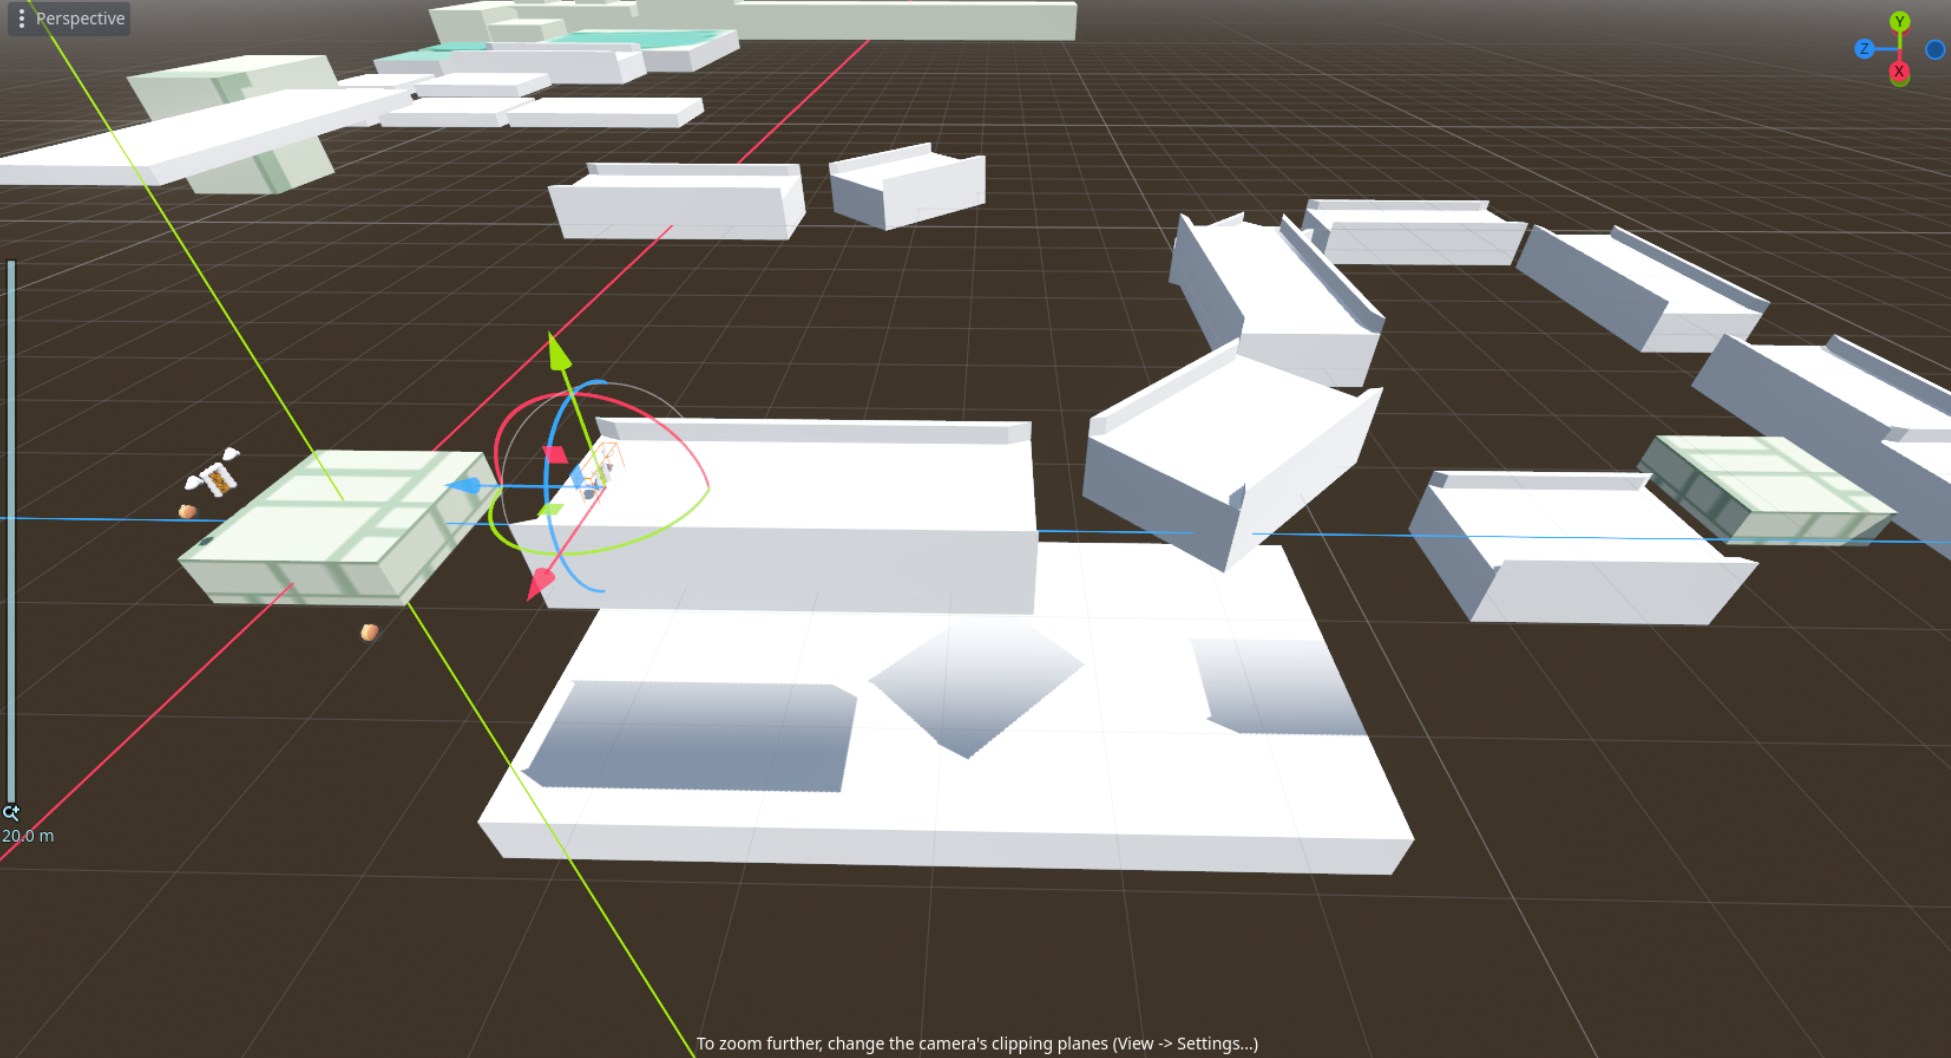 Perspective
Y
Z
X
20.0 m
To zoom further, change the camera's clipping planes (View -> Settings...)